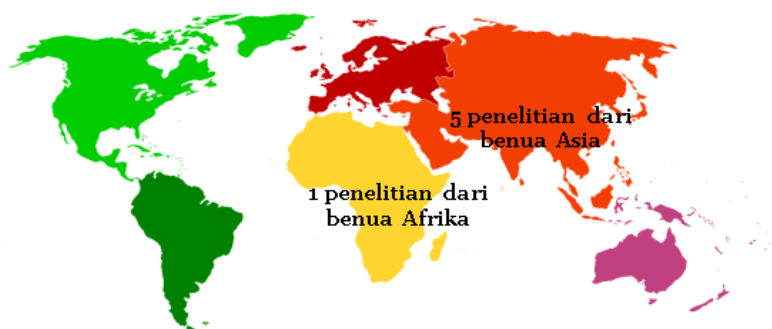 5 penelitian dari
benua Asia
1 penelitian dari
benua Afrika